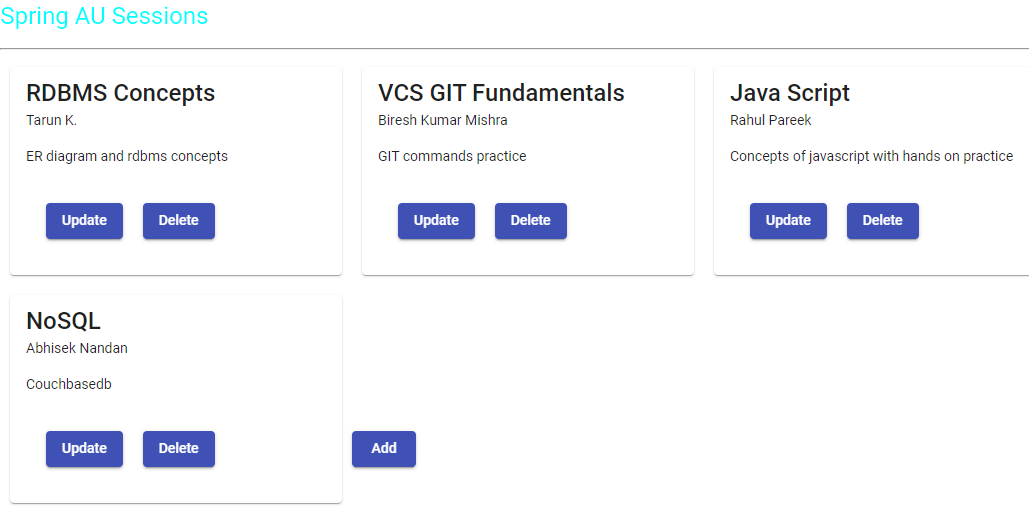 Spring AU Sessions
RDBMS Concepts
Tarun K.
ER diagram and rdbms concepts
Update
Delete
VCS GIT Fundamentals
Biresh Kumar Mishra
GIT commands practice
Update
Delete
Java Script
Rahul Pareek
Concepts of javascript with hands on practice
Update
Delete
NoSQL
Abhisek Nandan
Couchbasedb
Update
Delete
Add